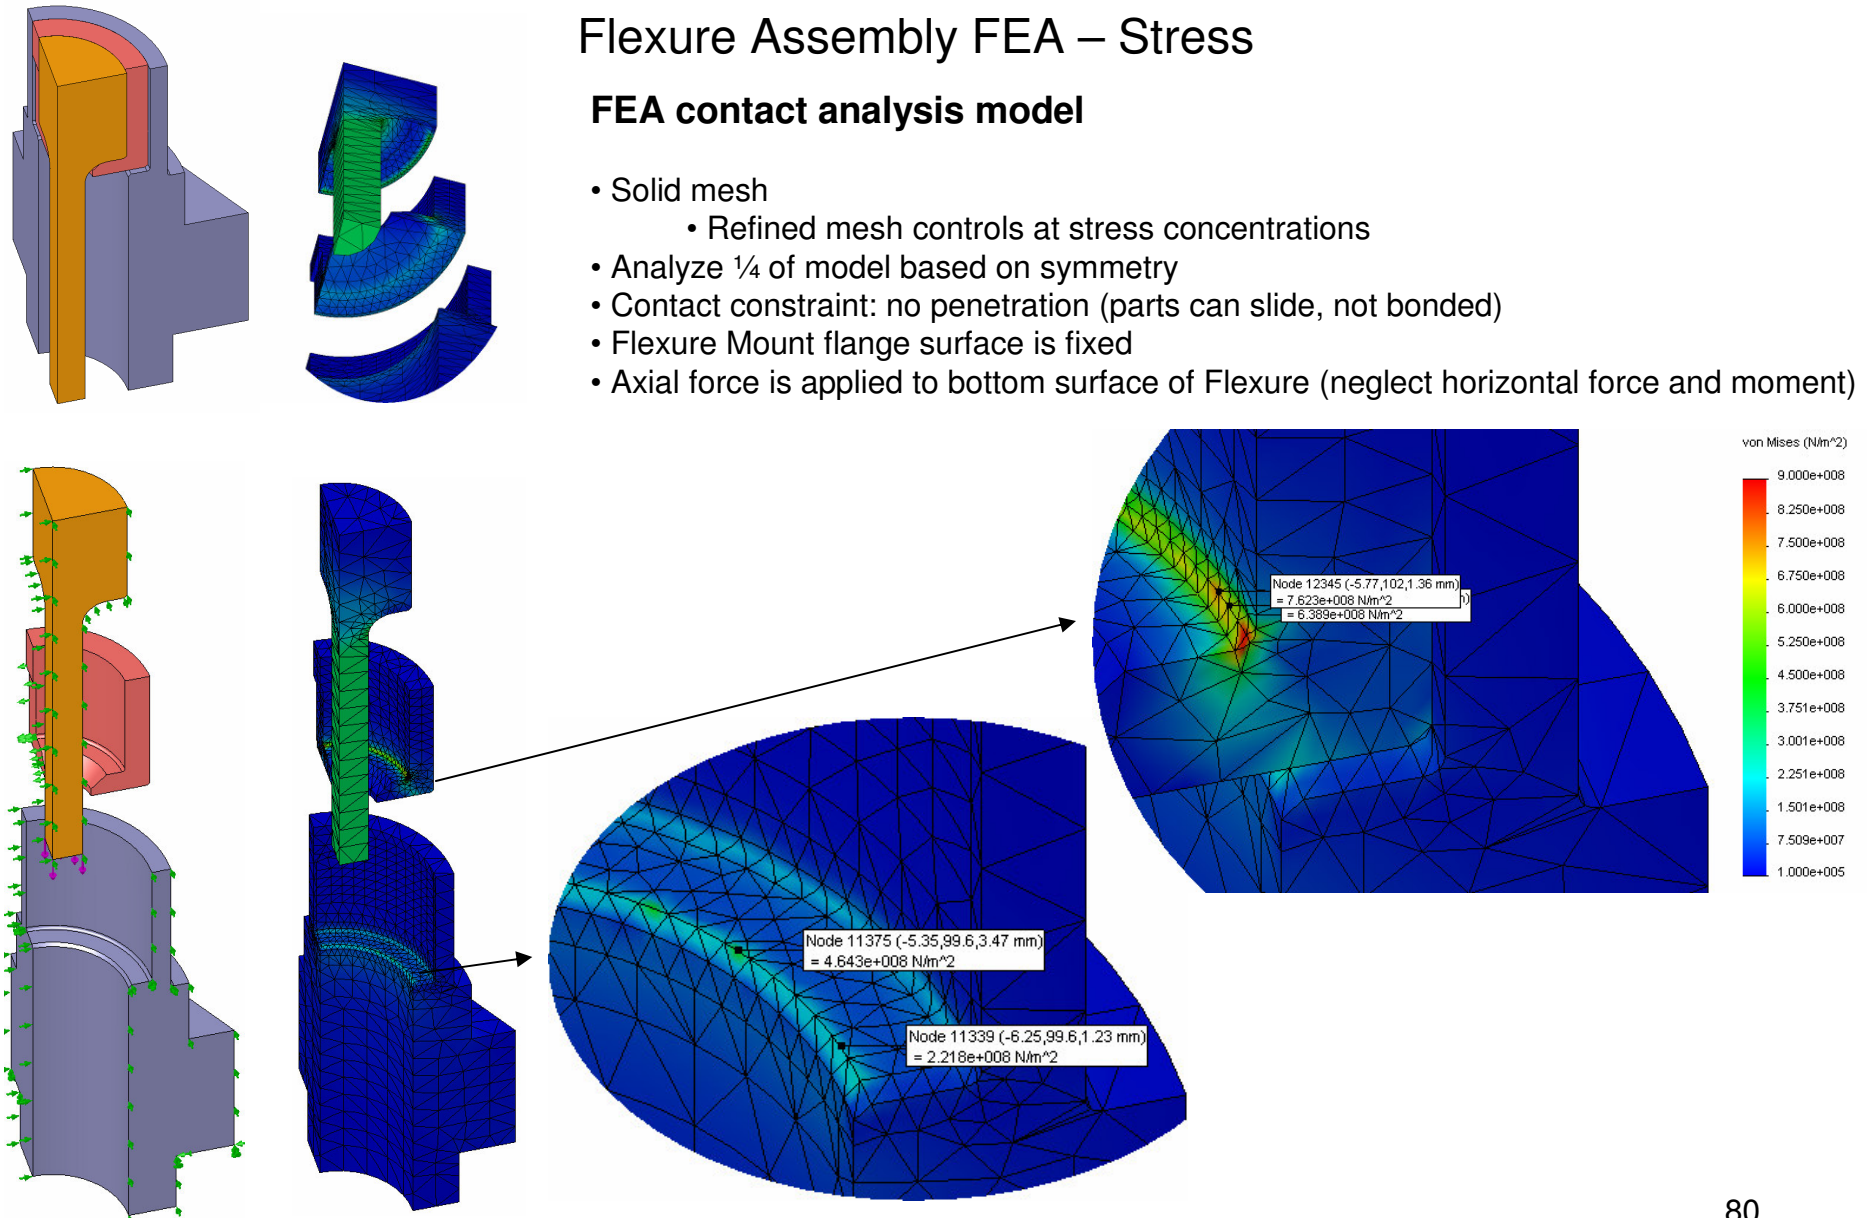 Flexure Assembly FEA – Stress
FEA contact analysis model
• Solid mesh
• Refined mesh controls at stress concentrations
• Analyze ¼ of model based on symmetry
• Contact constraint: no penetration (parts can slide, not bonded)
• Flexure Mount flange surface is fixed
• Axial force is applied to bottom surface of Flexure (neglect horizontal force and moment)
von Mises (N/m^2)
9.000e+008
8.250e+008
7.500e+008
6.750e+008
6.000e+008
5.250e+008
4.500e+008
3.751e+008
3.001e+008
2.251e+008
1.501e+008
7.509e+007
1.000e+005
Node 12345 (-5.77,102,1.36 mm)
= 7.623e+008 N/m^2
= 6.389e+008 N/m^2
Node 11375 (-5.35,99.6,3.47 mm)
= 4.643e+008 N/m^2
Node 11339 (-6.25,99.6,1.23 mm)
= 2.218e+008 N/m^2
80